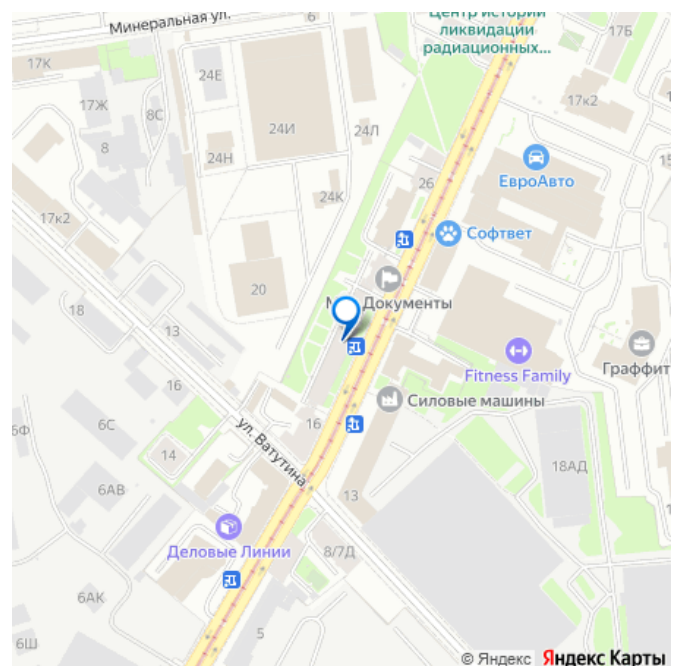 Минеральная ул.
6
Центр истории
ликвидации
радиационных...
17Б
17К
24Е
17Ж
8С
8
24И
24Л
17к2
24Н
26
ЕвроАвто
24К
17к2
Софтвет
20
Документы
18
13
16
Fitness Family
Граффит
6С
16
Силовые машины
6Ф
ул. Ватутина
14
18АД
6АВ
13
Деловые Линии
8/7Д
6АК
5
6Ш
© Яндекс Яндекс Карты